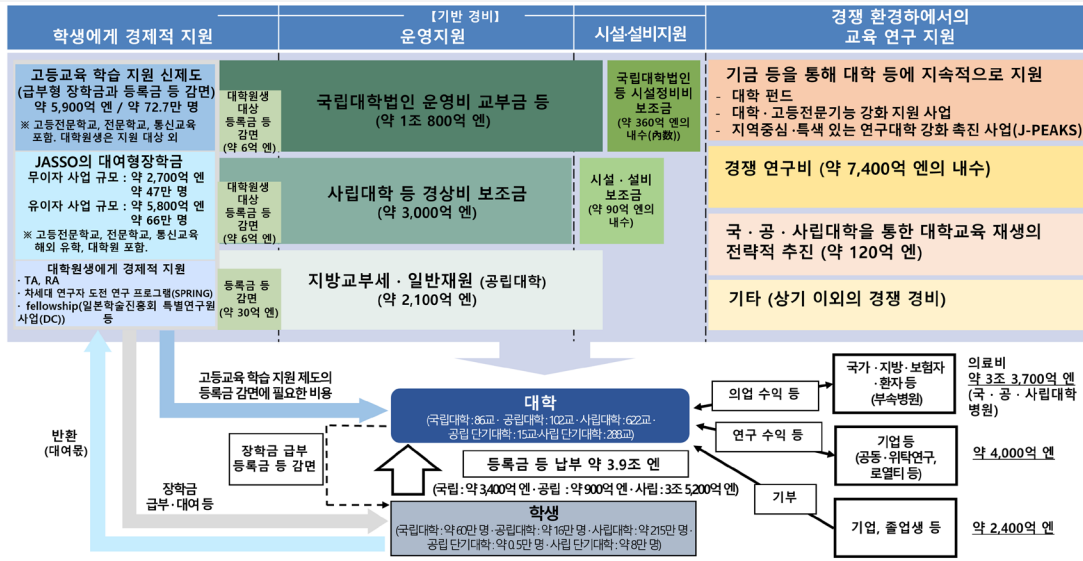 학생에게 경제적 지원
【기반 경비】
운영지원
시설·설비지원
경쟁 환경하에서의
교육 연구 지원
고등교육 학습 지원 신제도
(급부형 장학금과 등록금 등 감면)
약 5,900억 엔 / 약 72.7만 명
※ 고등전문학교, 전문학교, 통신교육
포함. 대학원생은 지원 대상 외
JASSO의 대여형장학금
무이자 사업 규모 : 약 2,700억 엔
약 47만 명
유이자 사업 규모 : 약 5,800억 엔
약 66만 명
※ 고등전문학교, 전문학교, 통신교육
해외 유학, 대학원 포함.
대학원생에게 경제적 지원
· TA, RA
· 차세대 연구자 도전 연구 프로그램(SPRING)
· fellowship(일본학술진흥회 특별연구원
사업(DC)) 등
대학원생
대상
등록금 등
감면
(약 6억 엔)
대학원생
대상
등록금 등
감면
(약 6억 엔)
등록금 등
감면
(약 30억 엔)
국립대학법인 운영비 교부금 등
(약 1조 800억 엔)
사립대학 등 경상비 보조금
(약 3,000억 엔)
지방교부세 · 일반재원 (공립대학)
(약 2,100억 엔)
국립대학법인
등 시설정비비
보조금
(약 360억 엔의
내수(內数))
시설 · 설비
보조금
(약 90억 엔의
내수)
기금 등을 통해 대학 등에 지속적으로 지원
- 대학 펀드
- 대학 · 고등전문기능 강화 지원 사업
- 지역중심 ·특색 있는 연구대학 강화 촉진 사업(J-PEAKS)
경쟁 연구비 (약 7,400억 엔의 내수)
국 · 공 · 사립대학을 통한 대학교육 재생의
전략적 추진 (약 120억 엔)
기타 (상기 이외의 경쟁 경비)
고등교육 학습 지원 제도의
등록금 감면에 필요한 비용
대학
(국립대학 : 86교 · 공립대학 : 102교 · 사립대학 : 622교 ·
공립 단기대학 : 15교·사립 단기대학 : 288교)
반환
(대여몫)
장학금 급부
등록금 등 감면
장학금
급부 · 대여 등
등록금 등 납부 약 3.9조 엔
(국립 : 약 3,400억 엔 · 공립 : 약 900억 엔 · 사립 : 3조 5,200억 엔)
학생
(국립대학 : 약 60만 명 · 공립대학 : 약 16만 명 · 사립대학 : 약 215만 명 ·
공립 단기대학 : 약 0.5만 명 · 사립 단기대학 : 약 8만 명)
의업 수익 등
연구 수익 등
기부
국가 · 지방 · 보험자
· 환자 등
(부속병원)
기업 등
(공동 · 위탁연구,
로열티 등)
기업, 졸업생 등
의료비
약 3조 3,700억 엔
(국 · 공 · 사립대학
병원)
약 4,000억 엔
약 2,400억 엔